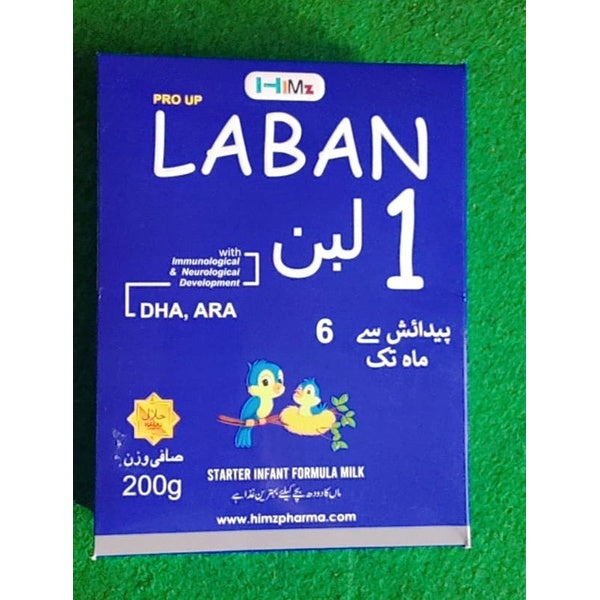 HiMz
PRO UP
LABAN
لبن 1
with
Immunological
& Neurological
Development
DHA, ARA
پیدائش سے 6
ماہ تک
حلال
صافی وزن
200g
STARTER INFANT FORMULA MILK
ماں کا دودھ بچے کیلئے بہترین غذا ہے
www.himzpharma.com